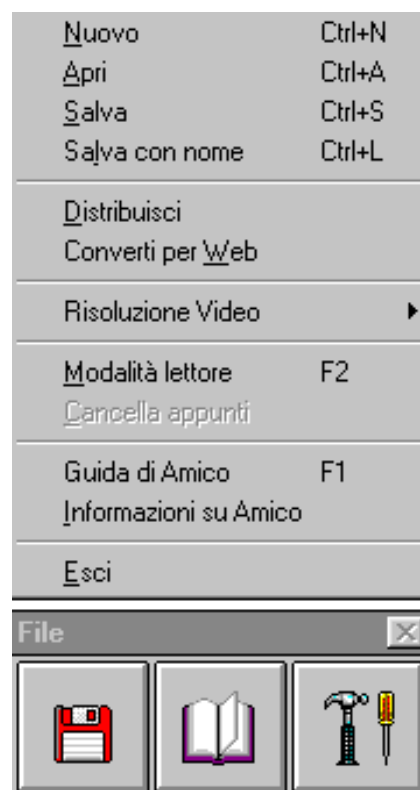 Nuovo Ctrl+N
Apri Ctrl+A
Salva Ctrl+S
Salva con nome Ctrl+L
Distribuisci
Converti per Web
Risoluzione Video
Modalità lettore F2
Cancella appunti
Guida di Amico F1
Informazioni su Amico
Esci
File